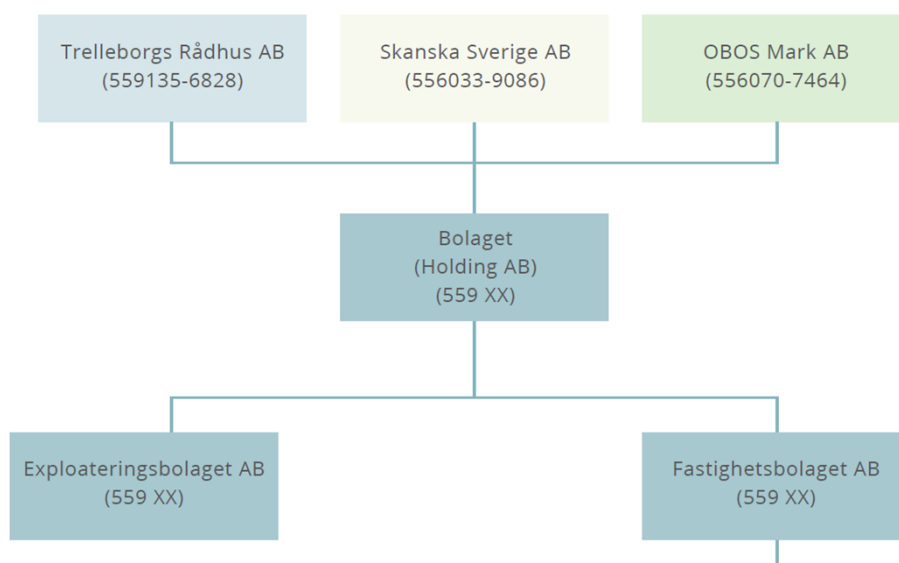 Trelleborgs Rådhus AB
(559135-6828)
Skanska Sverige AB
(556033-9086)
OBOS Mark AB
(556070-7464)
Bolaget
(Holding AB)
(559 XX)
Exploateringsbolaget AB
(559 XX)
Fastighetsbolaget AB
(559 XX)